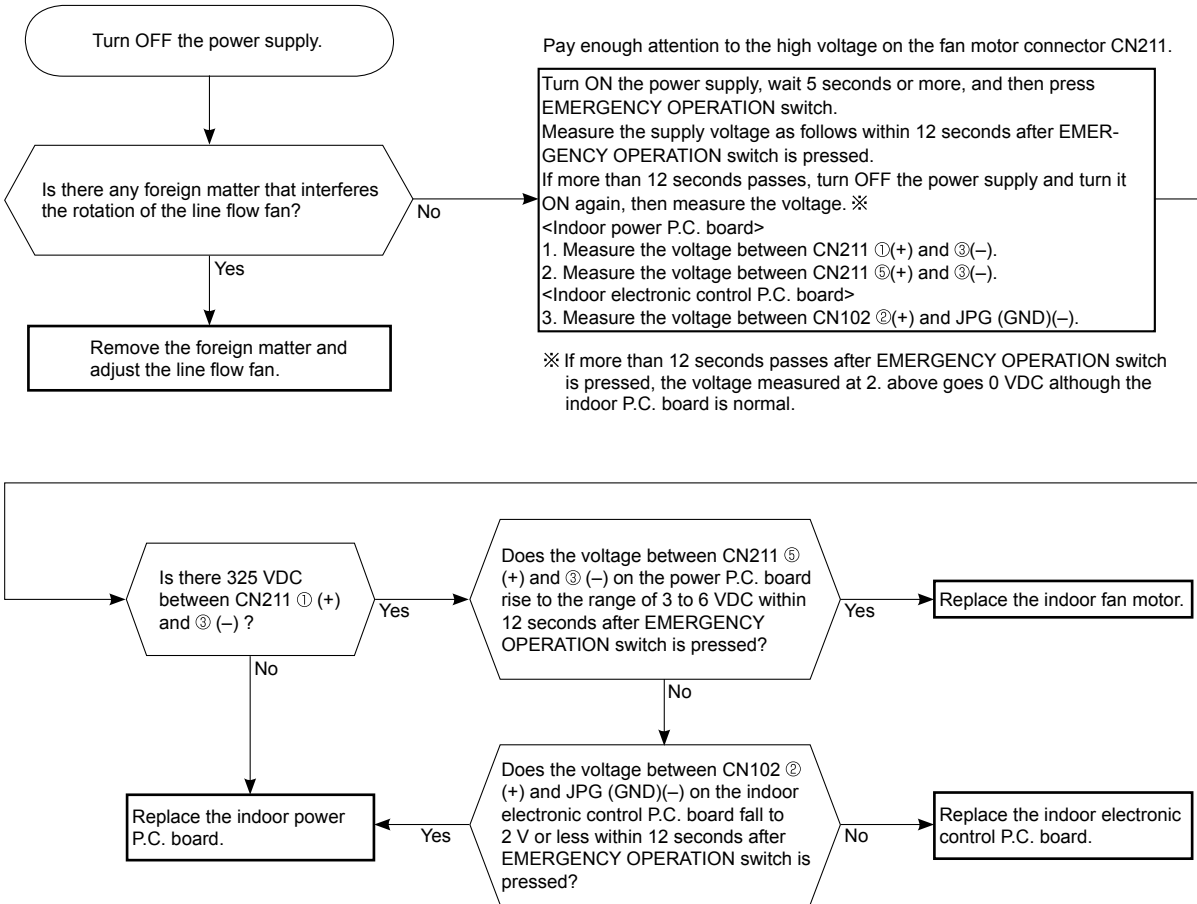 Turn OFF the power supply.
Is there any foreign matter that interferes
the rotation of the line flow fan?
No
Yes
Remove the foreign matter and
adjust the line flow fan.
Pay enough attention to the high voltage on the fan motor connector CN211.
Turn ON the power supply, wait 5 seconds or more, and then press
EMERGENCY OPERATION switch.
Measure the supply voltage as follows within 12 seconds after EMER-
GENCY OPERATION switch is pressed.
If more than 12 seconds passes, turn OFF the power supply and turn it
ON again, then measure the voltage. ※
<Indoor power P.C. board>
1. Measure the voltage between CN211 ①(+) and ③(–).
2. Measure the voltage between CN211 ⑤(+) and ③(–).
<Indoor electronic control P.C. board>
3. Measure the voltage between CN102 ②(+) and JPG (GND)(–).
※ If more than 12 seconds passes after EMERGENCY OPERATION switch
is pressed, the voltage measured at 2. above goes 0 VDC although the
indoor P.C. board is normal.
Is there 325 VDC
between CN211 ① (+)
and ③ (–) ?
Yes
No
Does the voltage between CN211 ⑤
(+) and ③ (–) on the power P.C. board
rise to the range of 3 to 6 VDC within
12 seconds after EMERGENCY
OPERATION switch is pressed?
Yes
Replace the indoor fan motor.
No
Does the voltage between CN102 ②
(+) and JPG (GND)(–) on the indoor
electronic control P.C. board fall to
2 V or less within 12 seconds after
EMERGENCY OPERATION switch is
pressed?
Yes
Replace the indoor power
P.C. board.
No
Replace the indoor electronic
control P.C. board.